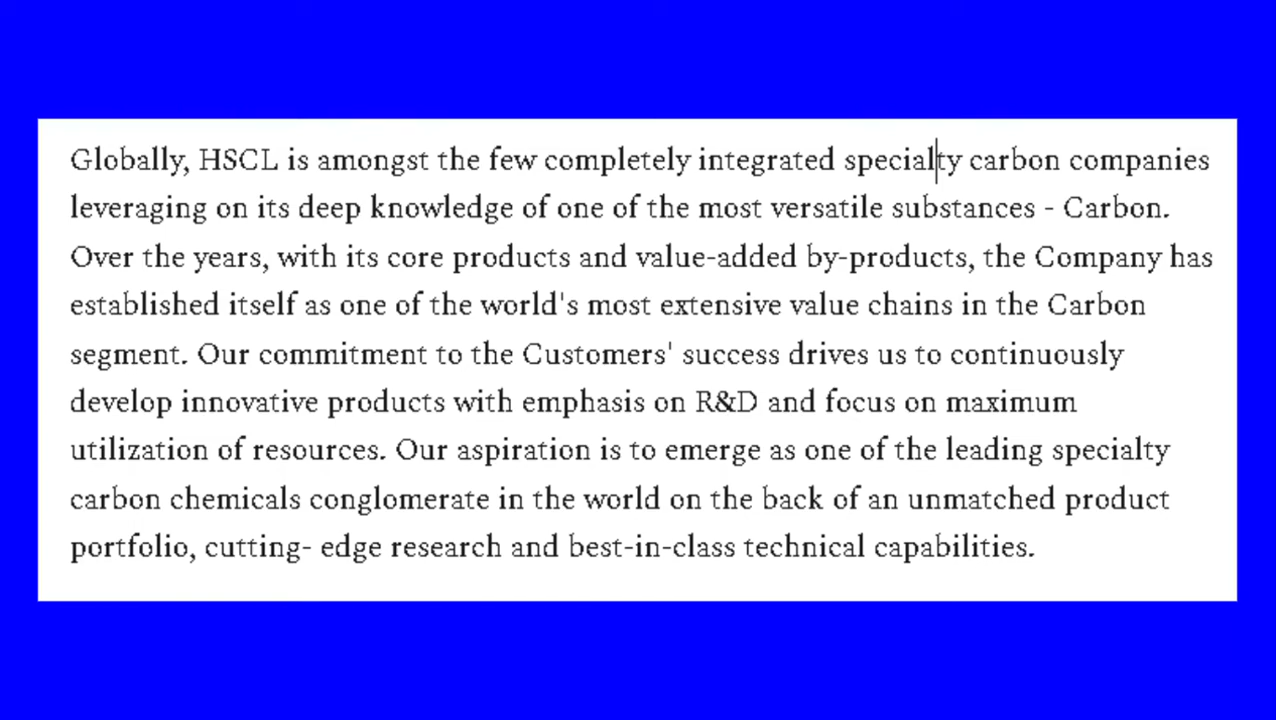 Globally, HSCL is amongst the few completely integrated specialty carbon companies
leveraging on its deep knowledge of one of the most versatile substances - Carbon.
Over the years, with its core products and value-added by-products, the Company has
established itself as one of the world's most extensive value chains in the Carbon
segment. Our commitment to the Customers' success drives us to continuously
develop innovative products with emphasis on R&D and focus on maximum
utilization of resources. Our aspiration is to emerge as one of the leading specialty
carbon chemicals conglomerate in the world on the back of an unmatched product
portfolio, cutting- edge research and best-in-class technical capabilities.